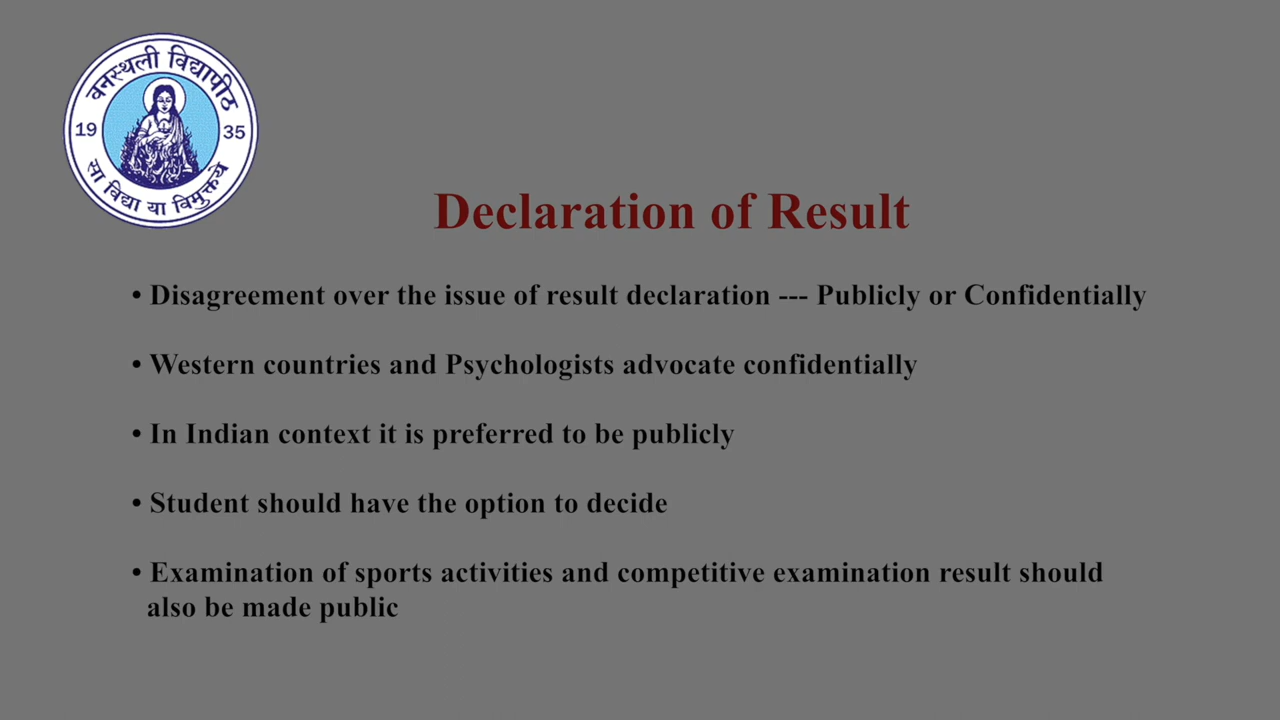 वनस्थली विद्यापीठ
19 35
सा विद्या या विमुक्तये
Declaration of Result
• Disagreement over the issue of result declaration --- Publicly or Confidentially
• Western countries and Psychologists advocate confidentially
• In Indian context it is preferred to be publicly
• Student should have the option to decide
• Examination of sports activities and competitive examination result should
also be made public